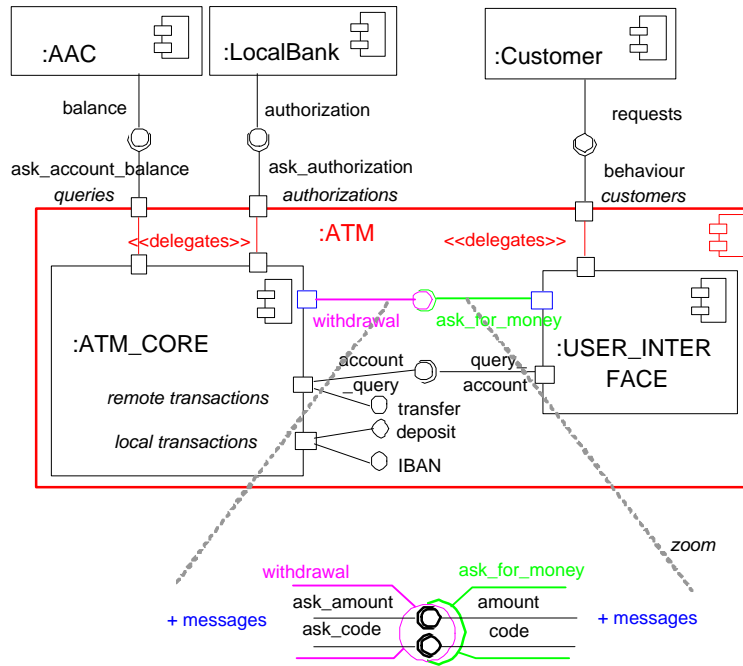 :AAC
:LocalBank
:Customer
balance
authorization
requests
ask_account_balance
ask_authorization
behaviour
queries
authorizations
customers
<<delegates>>
:ATM
<<delegates>>
withdrawal
ask_for_money
:ATM_CORE
:USER_INTER
FACE
account
_query
query_
account
remote transactions
transfer
local transactions
deposit
IBAN
zoom
withdrawal
ask_for_money
ask_amount
amount
+ messages
+ messages
ask_code
code